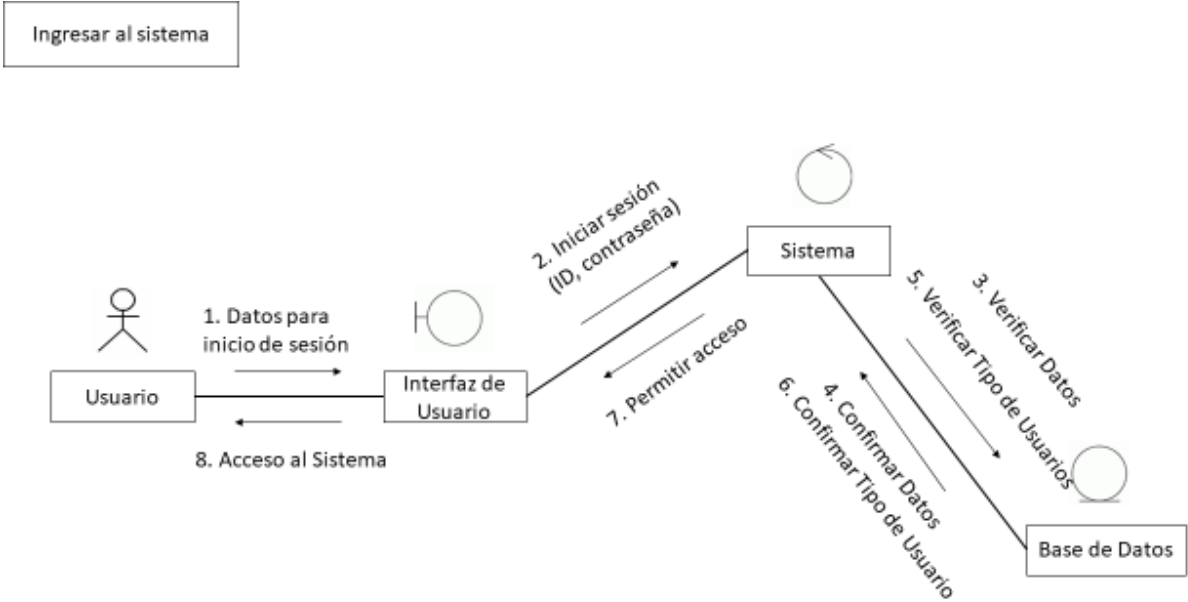 Ingresar al sistema
2. Iniciar sesión
(ID, contraseña)
Sistema
1. Datos para
inicio de sesión
3. Verificar Datos
5. Verificar Tipo de Usuarios
Usuario
Interfaz de
Usuario
7. Permitir acceso
4. Confirmar Datos
6. Confirmar Tipo de Usuario
8. Acceso al Sistema
Base de Datos